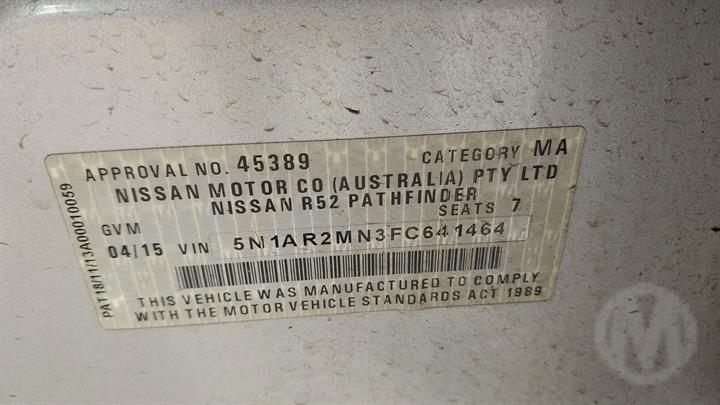 APPROVAL NO. 45389 CATEGORY MA
NISSAN MOTOR CO (AUSTRALIA) PTY LTD
NISSAN R52 PATHFINDER
GVM SEATS 7
04/15 VIN 5N1AR2MN3FC641464
THIS VEHICLE WAS MANUFACTURED TO COMPLY
WITH THE MOTOR VEHICLE STANDARDS ACT 1989
PAT18/11/13A00010059
M